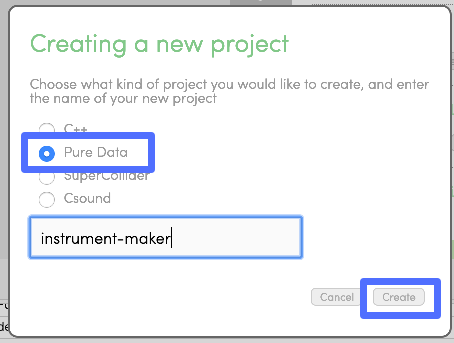 Creating a new project
Choose what kind of project you would like to create, and enter
the name of your new project
C++
Pure Data
SuperCollider
Csound
instrument-maker
Cancel
Create